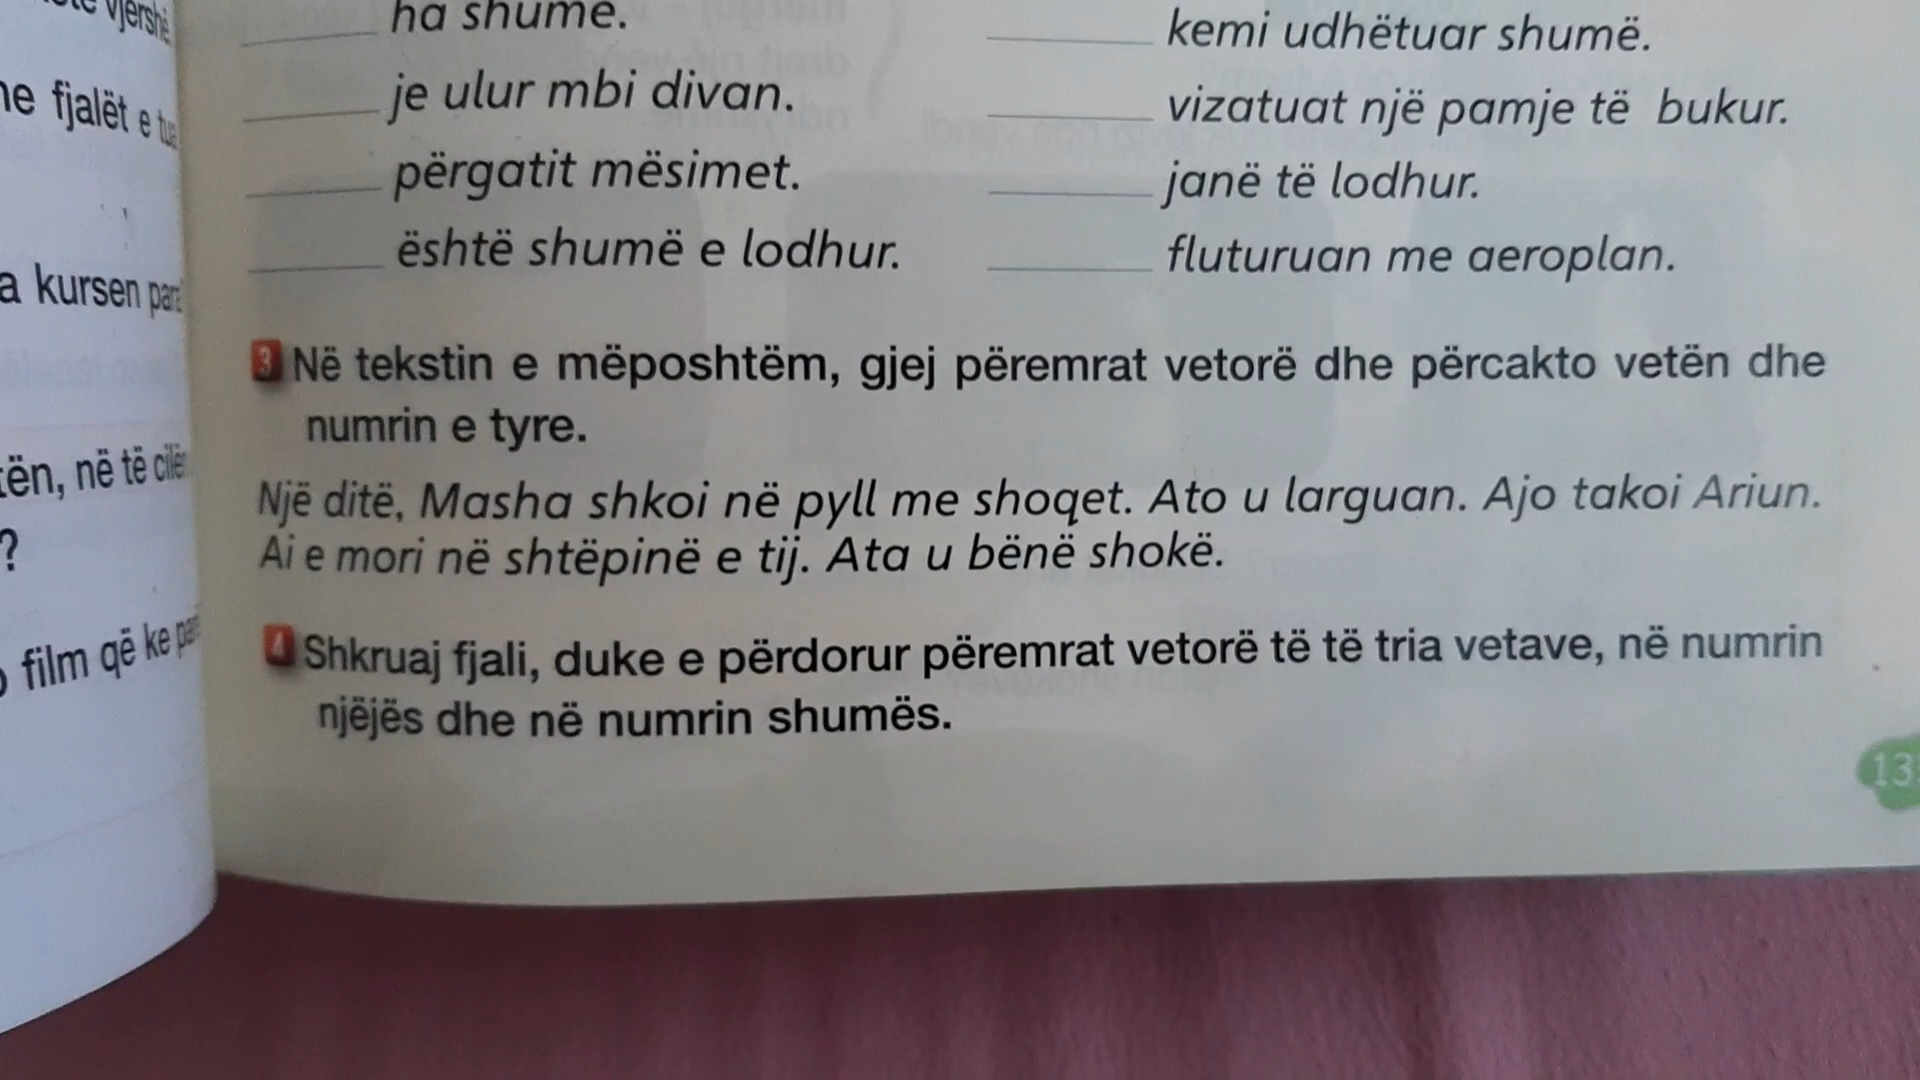 vjershë
ne fjalët e tua
a kursen para
tën, në të cilën
?
film që ke parë
ha shumë.
je ulur mbi divan.
përgatit mësimet.
është shumë e lodhur.
kemi udhëtuar shumë.
vizatuat një pamje të bukur.
janë të lodhur.
fluturuan me aeroplan.
3 Në tekstin e mëposhtëm, gjej përemrat vetorë dhe përcakto vetën dhe
numrin e tyre.
Një ditë, Masha shkoi në pyll me shoqet. Ato u larguan. Ajo takoi Ariun.
Ai e mori në shtëpinë e tij. Ata u bënë shokë.
4 Shkruaj fjali, duke e përdorur përemrat vetorë të të tria vetave, në numrin
njëjës dhe në numrin shumës.
13